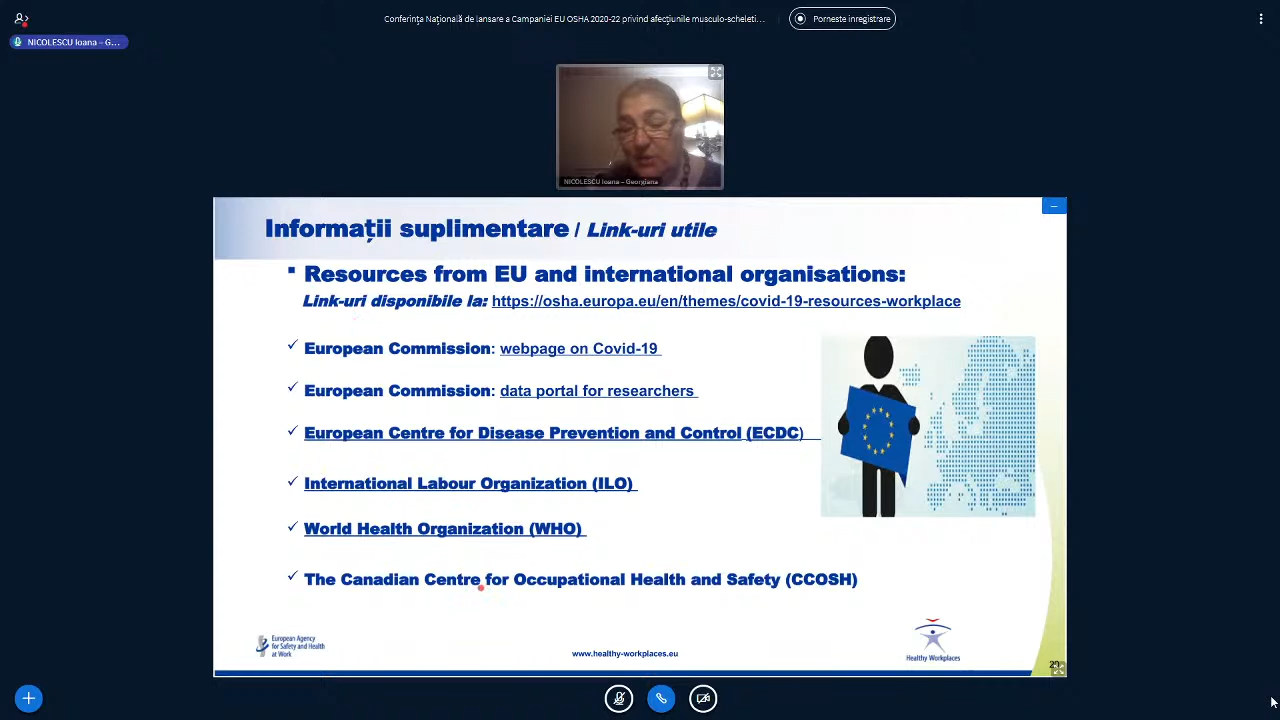 Conferința Națională de lansare a Campaniei EU OSHA 2020-22 privind afecțiunile musculo-scheleti...
Porneste inregistrare
NICOLESCU Ioana – G...
NICOLESCU Ioana – Georgiana
Informații suplimentare / Link-uri utile
Resources from EU and international organisations:
Link-uri disponibile la: https://osha.europa.eu/en/themes/covid-19-resources-workplace
European Commission: webpage on Covid-19
European Commission: data portal for researchers
European Centre for Disease Prevention and Control (ECDC)
International Labour Organization (ILO)
World Health Organization (WHO)
The Canadian Centre for Occupational Health and Safety (CCOSH)
European Agency
for Safety and Health
at Work
www.healthy-workplaces.eu
Healthy Workplaces